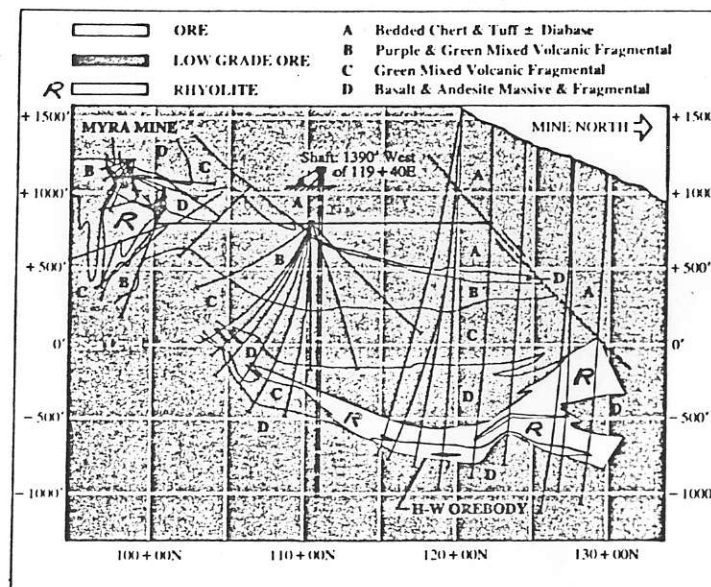 ORE
LOW GRADE ORE
R RHYOLITE
A Bedded Chert & Tuff ± Diabase
B Purple & Green Mixed Volcanic Fragmental
C Green Mixed Volcanic Fragmental
D Basalt & Andesite Massive & Fragmental
+ 1500' MYRA MINE MINE NORTH + 1500'
D
B C Shaft: 1390' West A
+ 1000' of 119 + 40E + 1000'
D A
R
B A
+ 500' D A + 500'
B B
C C
C
0' 0'
D R
C
D R D
- 500' R - 500'
D
D
- 1000' H-W OREBODY - 1000'
100 + 00N 110 + 00N 120 + 00N 130 + 00N